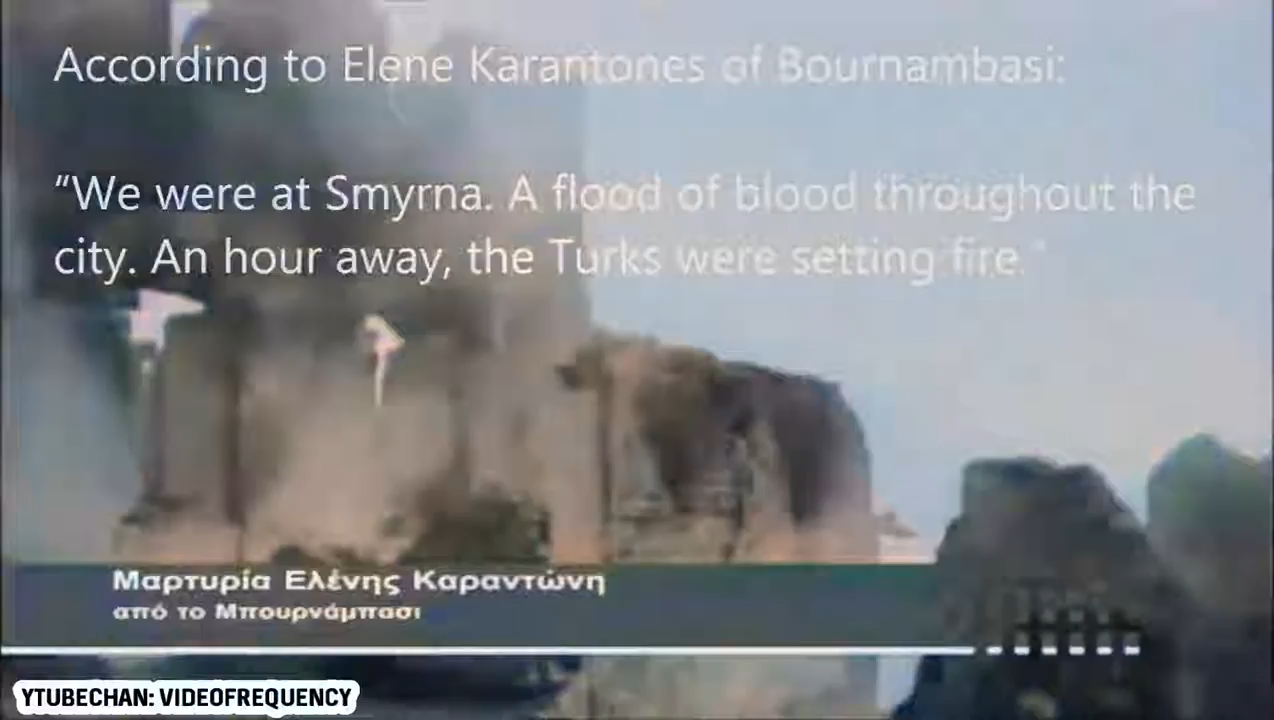 According to Elene Karantones of Bournambasi:
“We were at Smyrna. A flood of blood throughout the
city. An hour away, the Turks were setting fire.”
Μαρτυρία Ελένης Καραντώνη
από το Μπουρνάμπασι
YTUBECHAN: VIDEOFREQUENCY